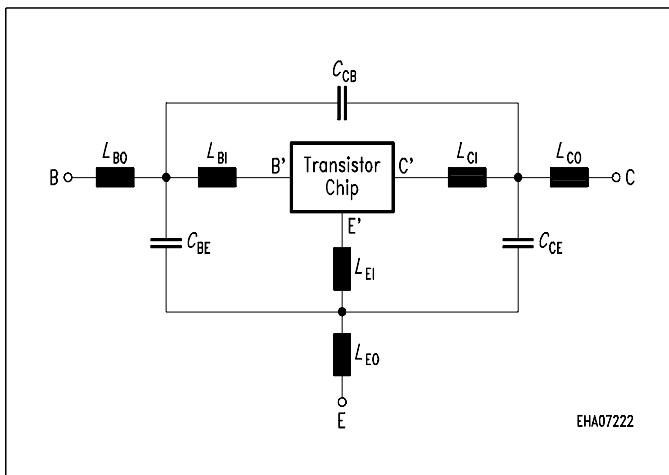 C_CB
L_BO
L_BI
B'
Transistor
Chip
C'
L_CI
L_CO
B
C
E'
C_BE
C_CE
L_EI
L_EO
E
EHA07222